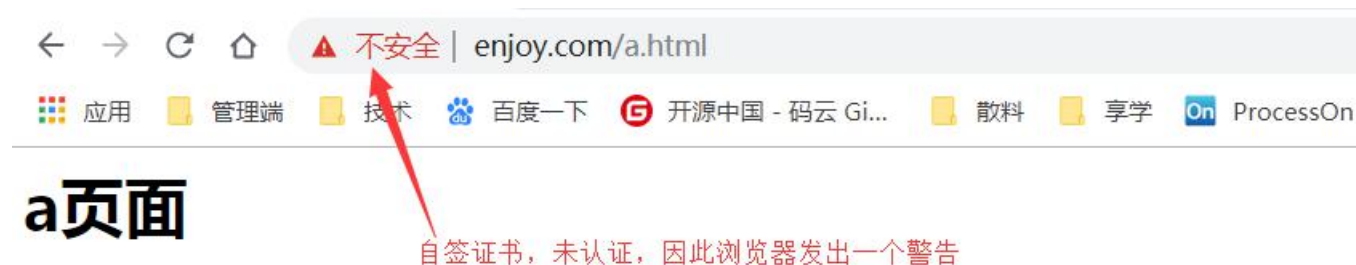 不安全 | enjoy.com/a.html
应用 管理端 技术 百度一下 G 开源中国 - 码云 Gi... 散料 享学 On ProcessOn
a页面
自签证书，未认证，因此浏览器发出一个警告